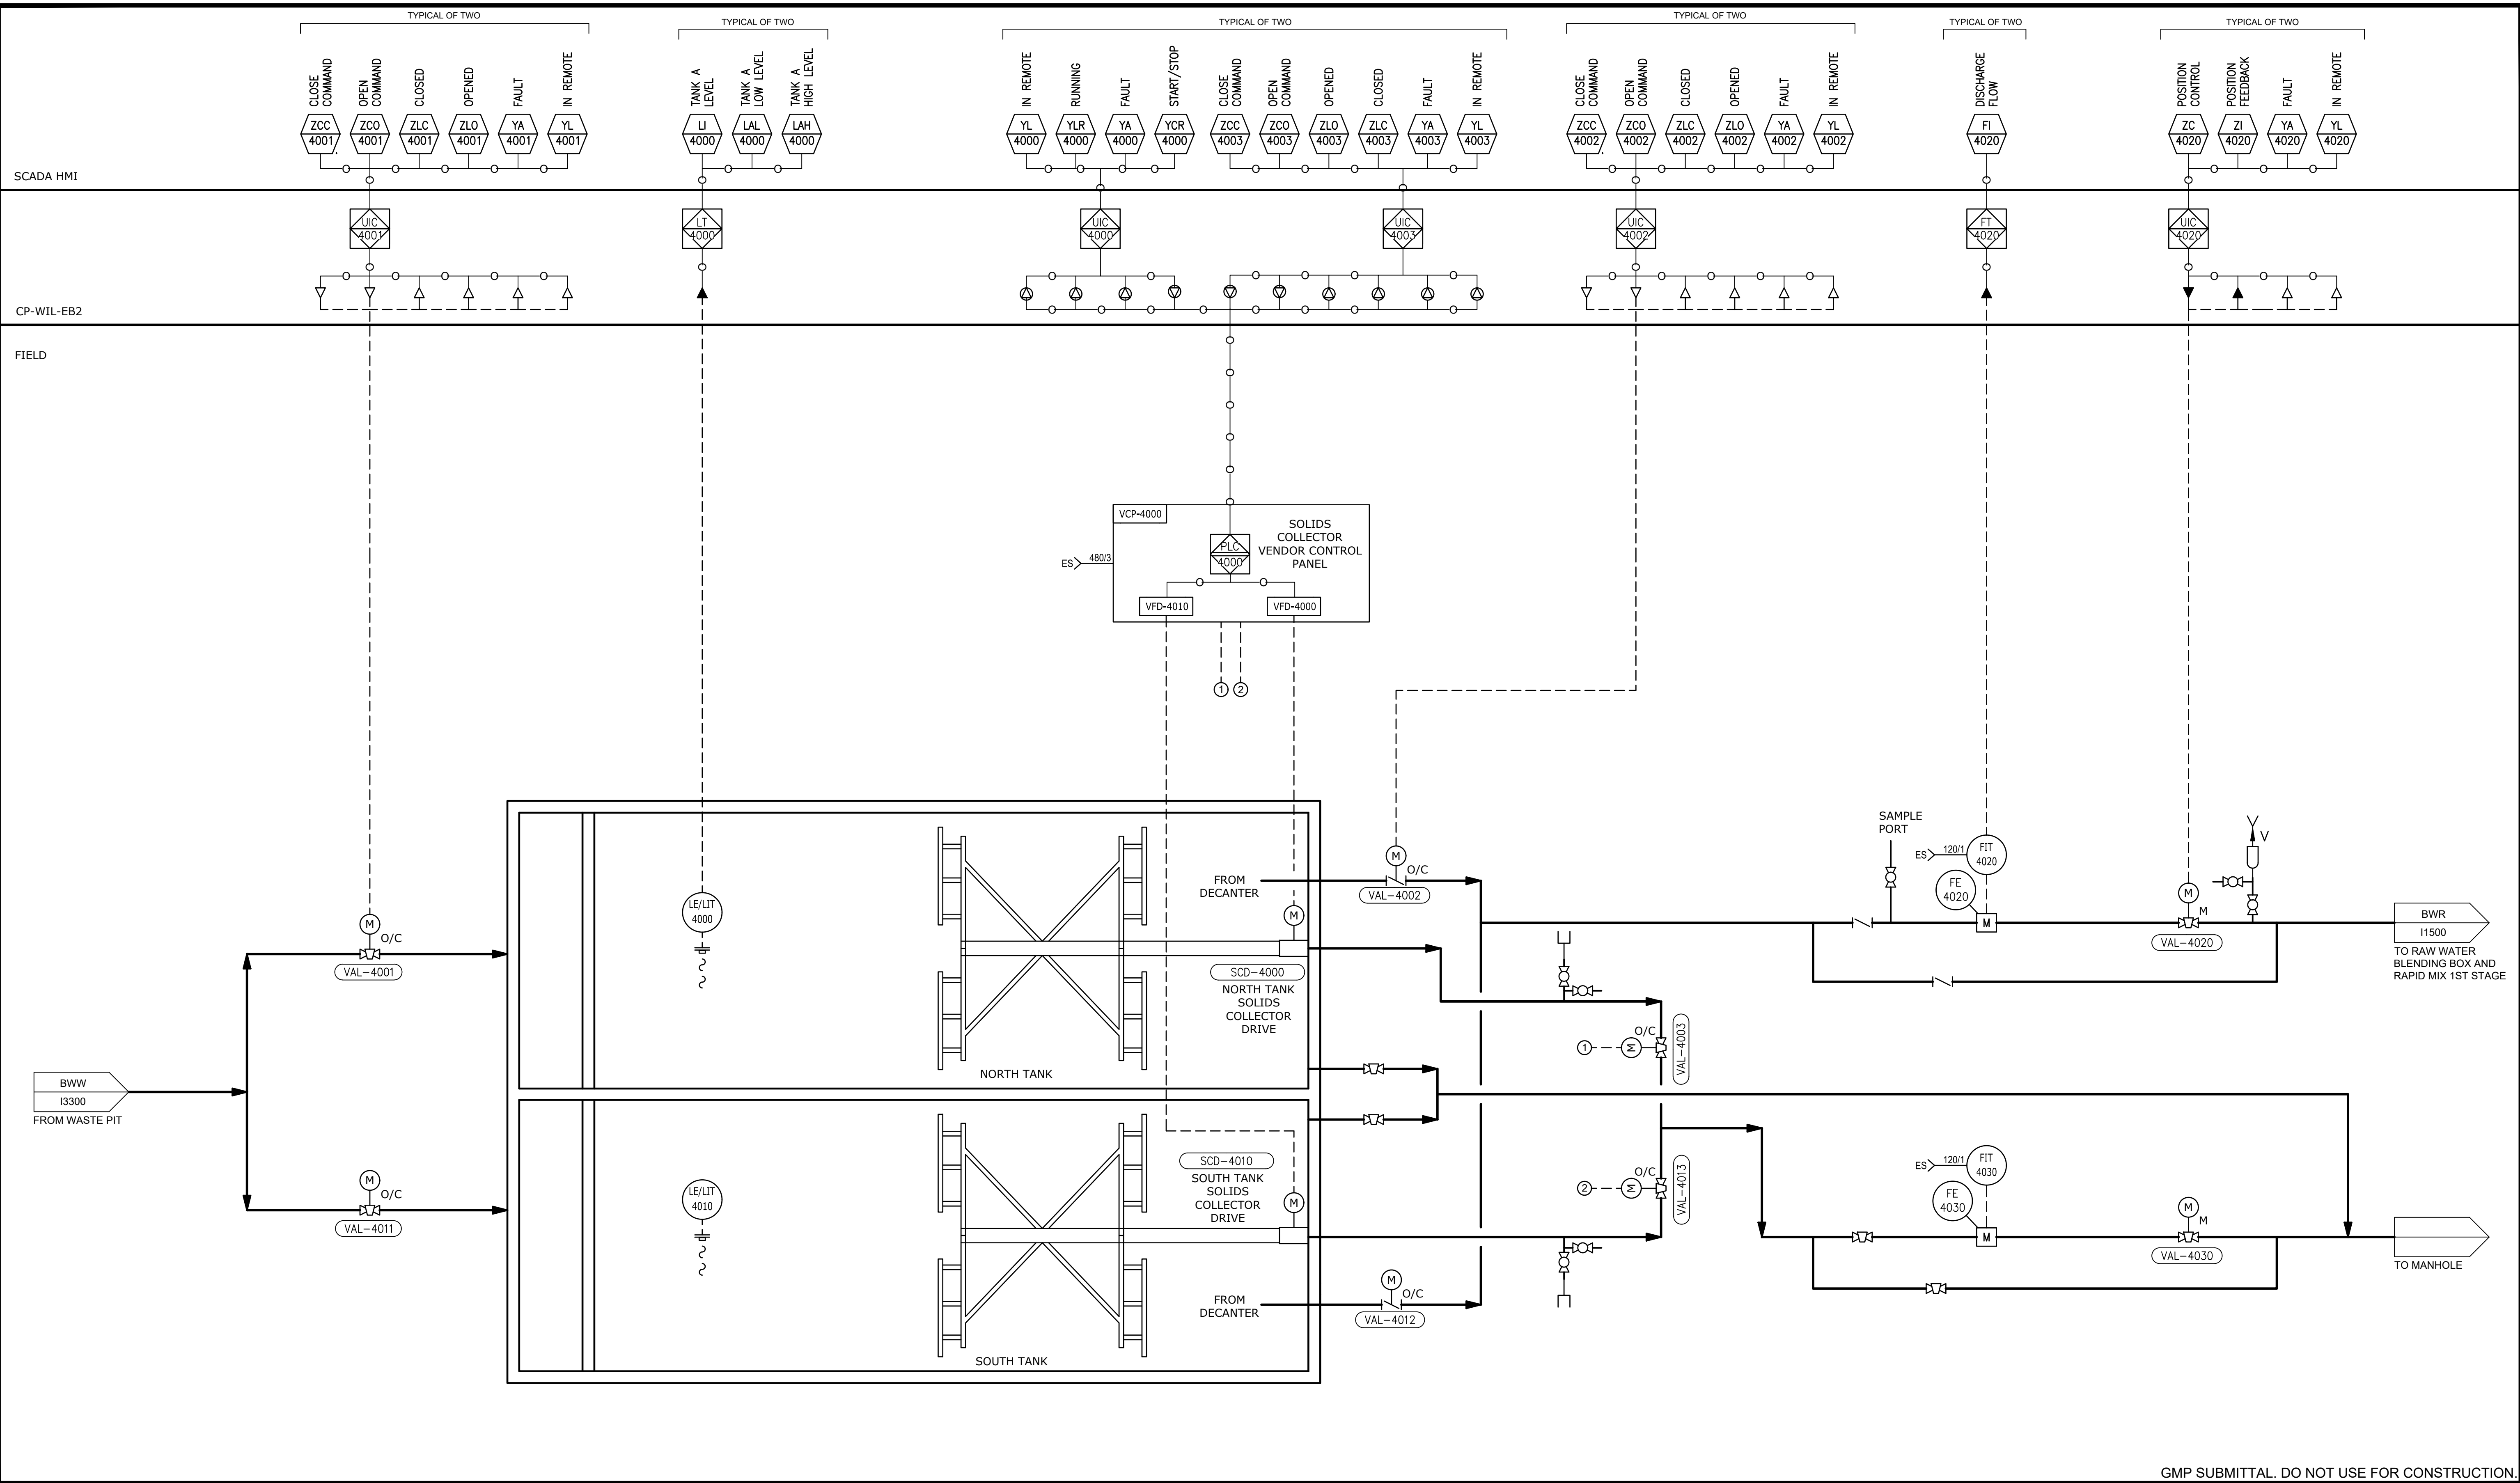 TYPICAL OF TWO
TYPICAL OF TWO
TYPICAL OF TWO
TYPICAL OF TWO
TYPICAL OF TWO
TYPICAL OF TWO
CLOSE
COMMAND
OPEN
COMMAND
CLOSED
OPENED
FAULT
IN REMOTE
TANK A
LEVEL
TANK A
LOW LEVEL
TANK A
HIGH LEVEL
IN REMOTE
RUNNING
FAULT
START/STOP
CLOSE
COMMAND
OPEN
COMMAND
OPENED
CLOSED
FAULT
IN REMOTE
CLOSE
COMMAND
OPEN
COMMAND
CLOSED
OPENED
FAULT
IN REMOTE
DISCHARGE
FLOW
POSITION
CONTROL
POSITION
FEEDBACK
FAULT
IN REMOTE
ZCC
4001
ZCO
4001
ZLC
4001
ZLO
4001
YA
4001
YL
4001
LI
4000
LAL
4000
LAH
4000
YL
4000
YLR
4000
YA
4000
YCR
4000
ZCC
4003
ZCO
4003
ZLO
4003
ZLC
4003
YA
4003
YL
4003
ZCC
4002
ZCO
4002
ZLC
4002
ZLO
4002
YA
4002
YL
4002
FI
4020
ZC
4020
ZI
4020
YA
4020
YL
4020
SCADA HMI
UIC
4001
LT
4000
UIC
4000
UIC
4003
UIC
4002
FT
4020
UIC
4020
CP-WIL-EB2
FIELD
VCP-4000
SOLIDS
COLLECTOR
VENDOR CONTROL
PANEL
PLC
4000
ES
480/3
VFD-4010
VFD-4000
1
2
SAMPLE
PORT
V
M
O/C
VAL-4002
FROM
DECANTER
ES
120/1
FIT
4020
FE
4020
M
M
M
VAL-4020
BWR
I1500
TO RAW WATER
BLENDING BOX AND
RAPID MIX 1ST STAGE
LE/LIT
4000
M
O/C
VAL-4001
M
SCD-4000
NORTH TANK
SOLIDS
COLLECTOR
DRIVE
NORTH TANK
1
M
O/C
VAL-4003
BWW
I3300
FROM WASTE PIT
M
O/C
VAL-4011
LE/LIT
4010
SCD-4010
SOUTH TANK
SOLIDS
COLLECTOR
DRIVE
M
2
M
O/C
VAL-4013
ES
120/1
FIT
4030
FE
4030
M
M
M
VAL-4030
TO MANHOLE
FROM
DECANTER
M
O/C
VAL-4012
SOUTH TANK
GMP SUBMITTAL. DO NOT USE FOR CONSTRUCTION.